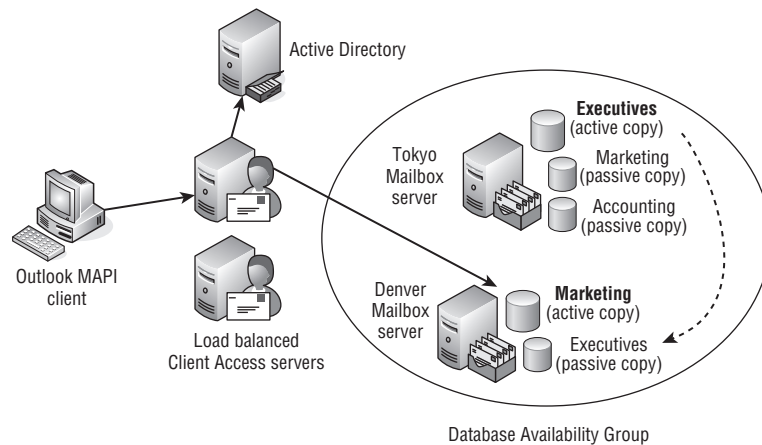 Active Directory
Executives
(active copy)
Tokyo
Mailbox
server
Marketing
(passive copy)
Accounting
(passive copy)
Outlook MAPI
client
Load balanced
Client Access servers
Denver
Mailbox
server
Marketing
(active copy)
Executives
(passive copy)
Database Availability Group